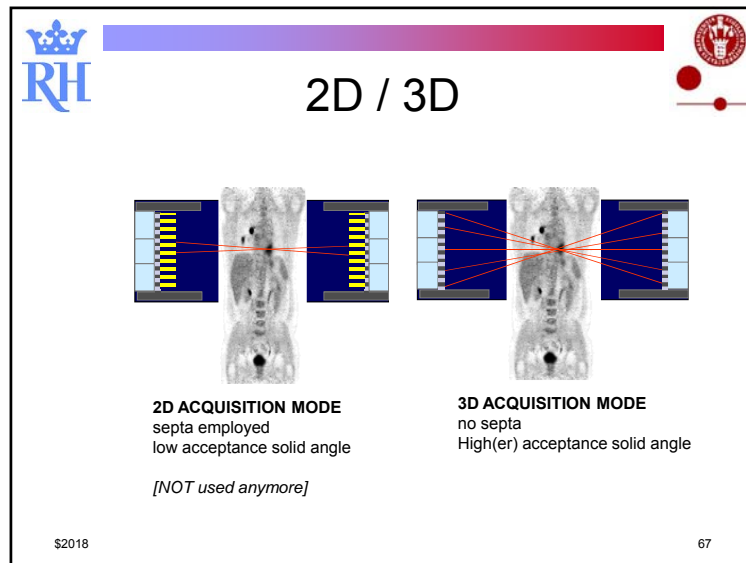 RH
2D / 3D
2D ACQUISITION MODE
septa employed
low acceptance solid angle
[NOT used anymore]
3D ACQUISITION MODE
no septa
High(er) acceptance solid angle
$2018
67